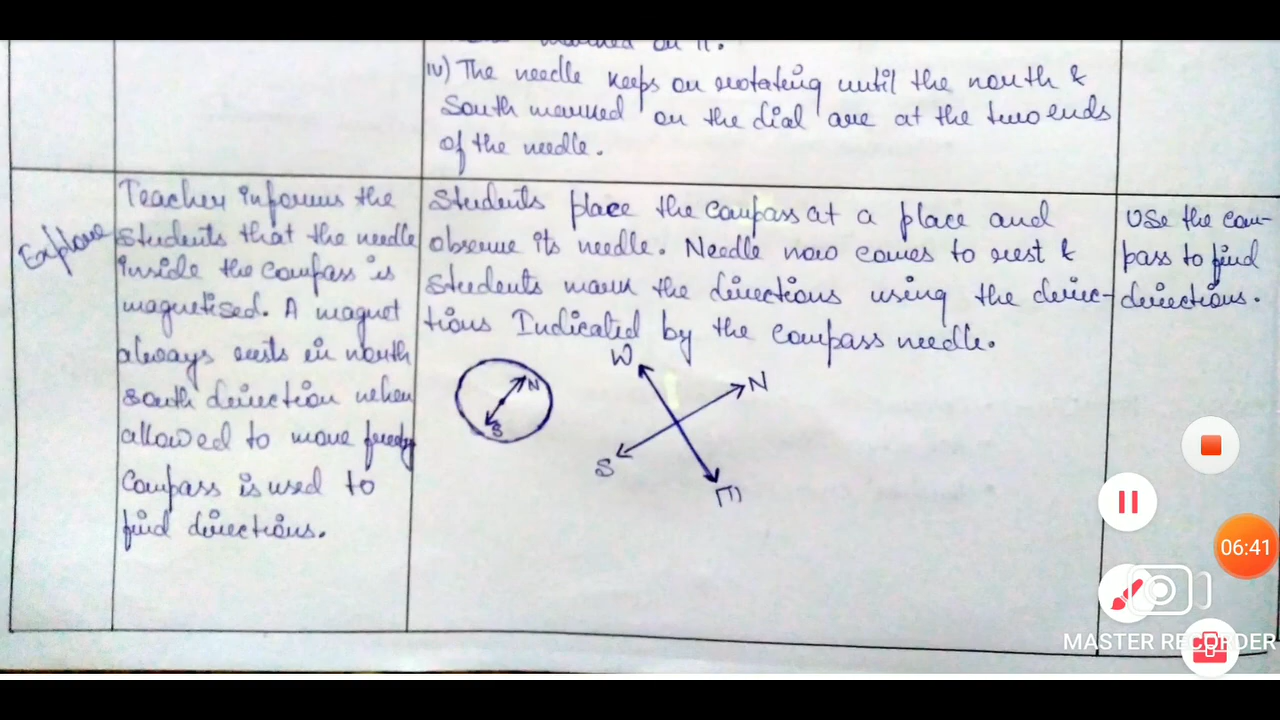 marked on it.
iv) The needle keeps on rotating until the north &
South marked on the dial are at the two ends
of the needle.
Explore
Teacher informs the
students that the needle
inside the compass is
magnetised. A magnet
always rests in north
south direction when
allowed to move freely
Compass is used to
find directions.
Students place the compass at a place and
observe its needle. Needle now comes to rest &
students mark the directions using the direc-
tions Indicated by the compass needle.
N
S
W
N
S
E
Use the com-
pass to find
directions.
06:41
MASTER RECORDER